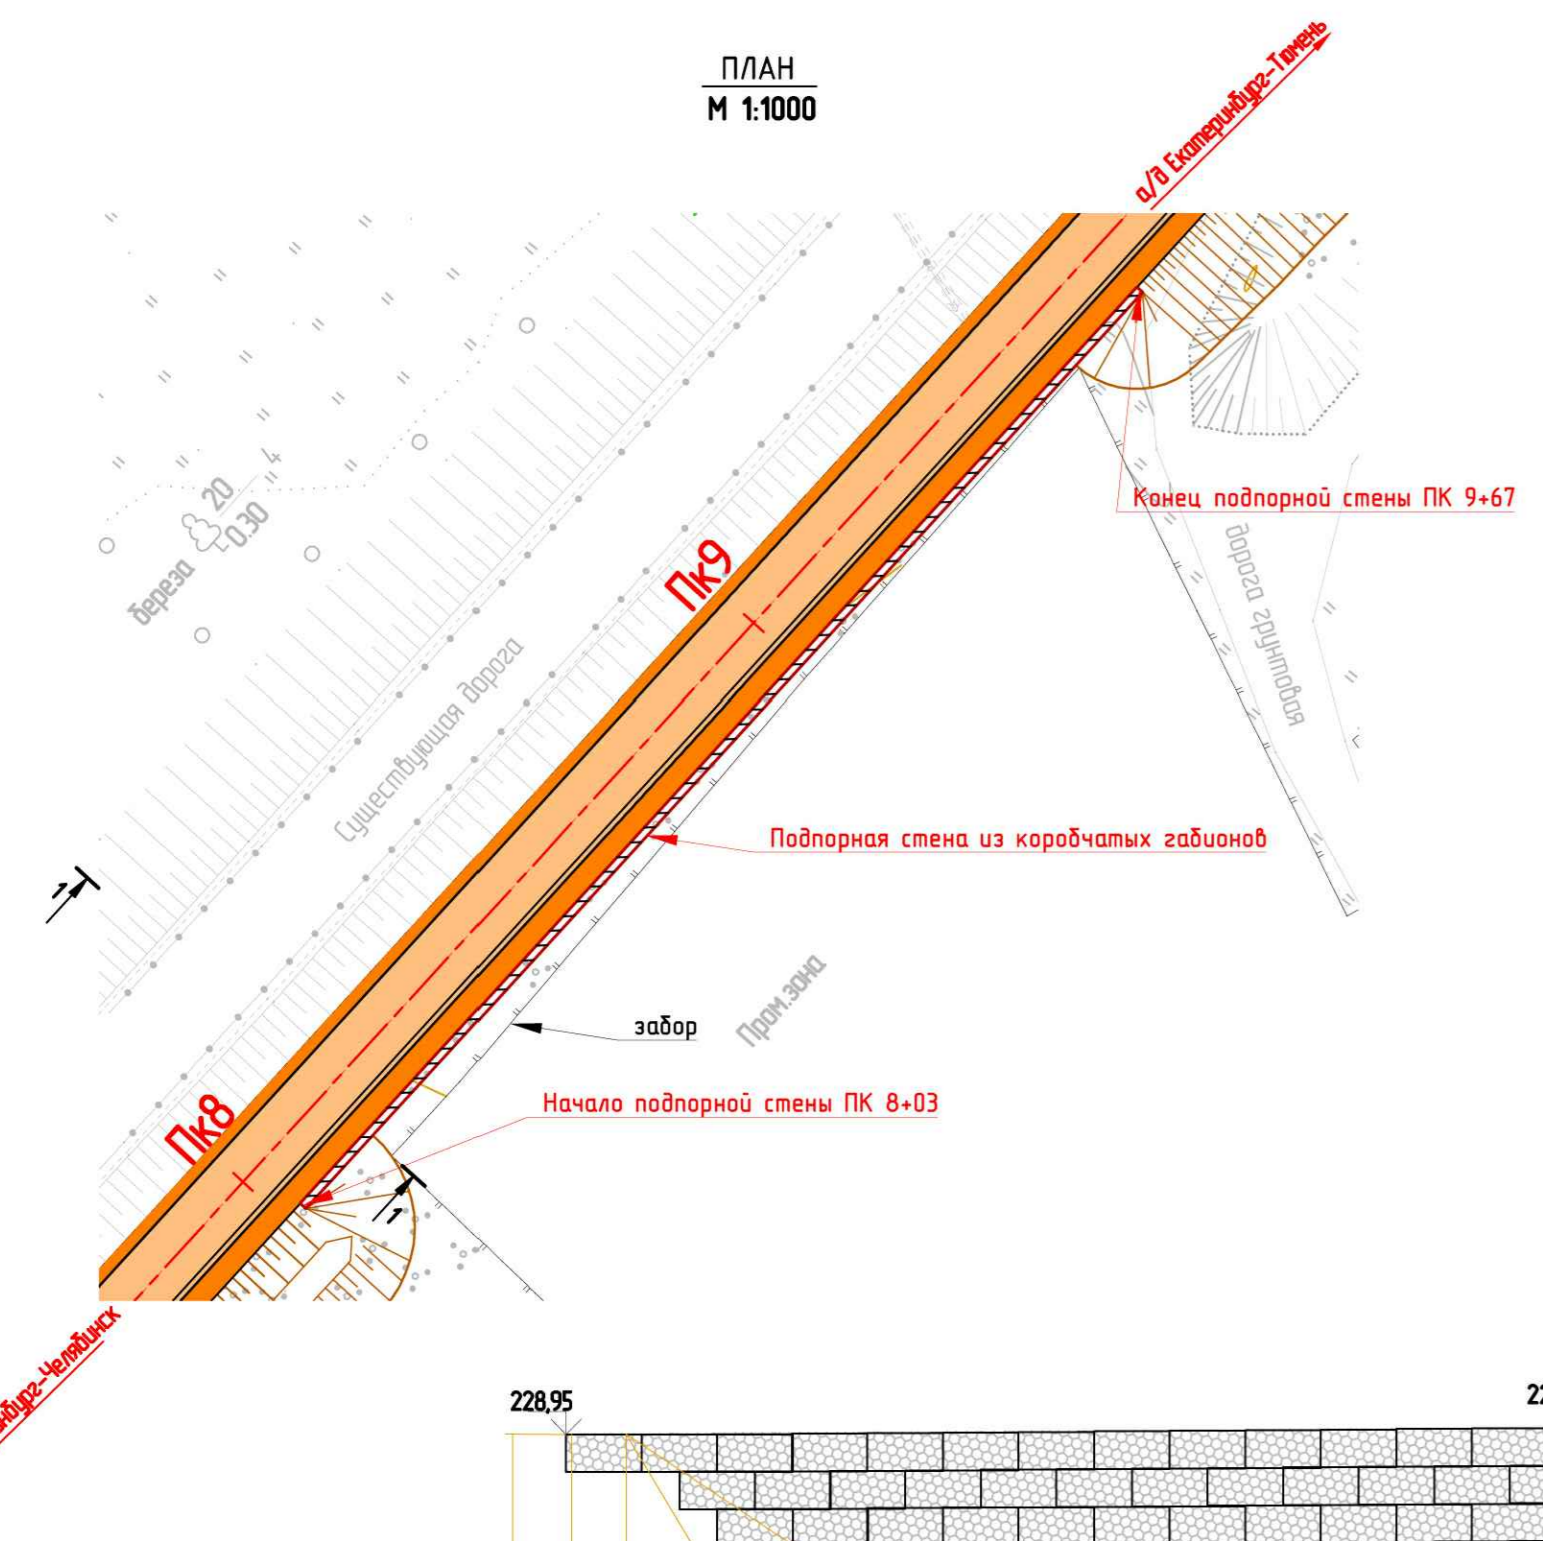 ПЛАН
М 1:1000
а/д Екатеринбург-Тюмень
береза
20
0.30
4
Пк9
Конец подпорной стены ПК 9+67
дорога грунтовая
Существующая дорога
Подпорная стена из коробчатых габионов
1
Пром.зона
забор
Пк8
Начало подпорной стены ПК 8+03
1
-Челябинск
228,95